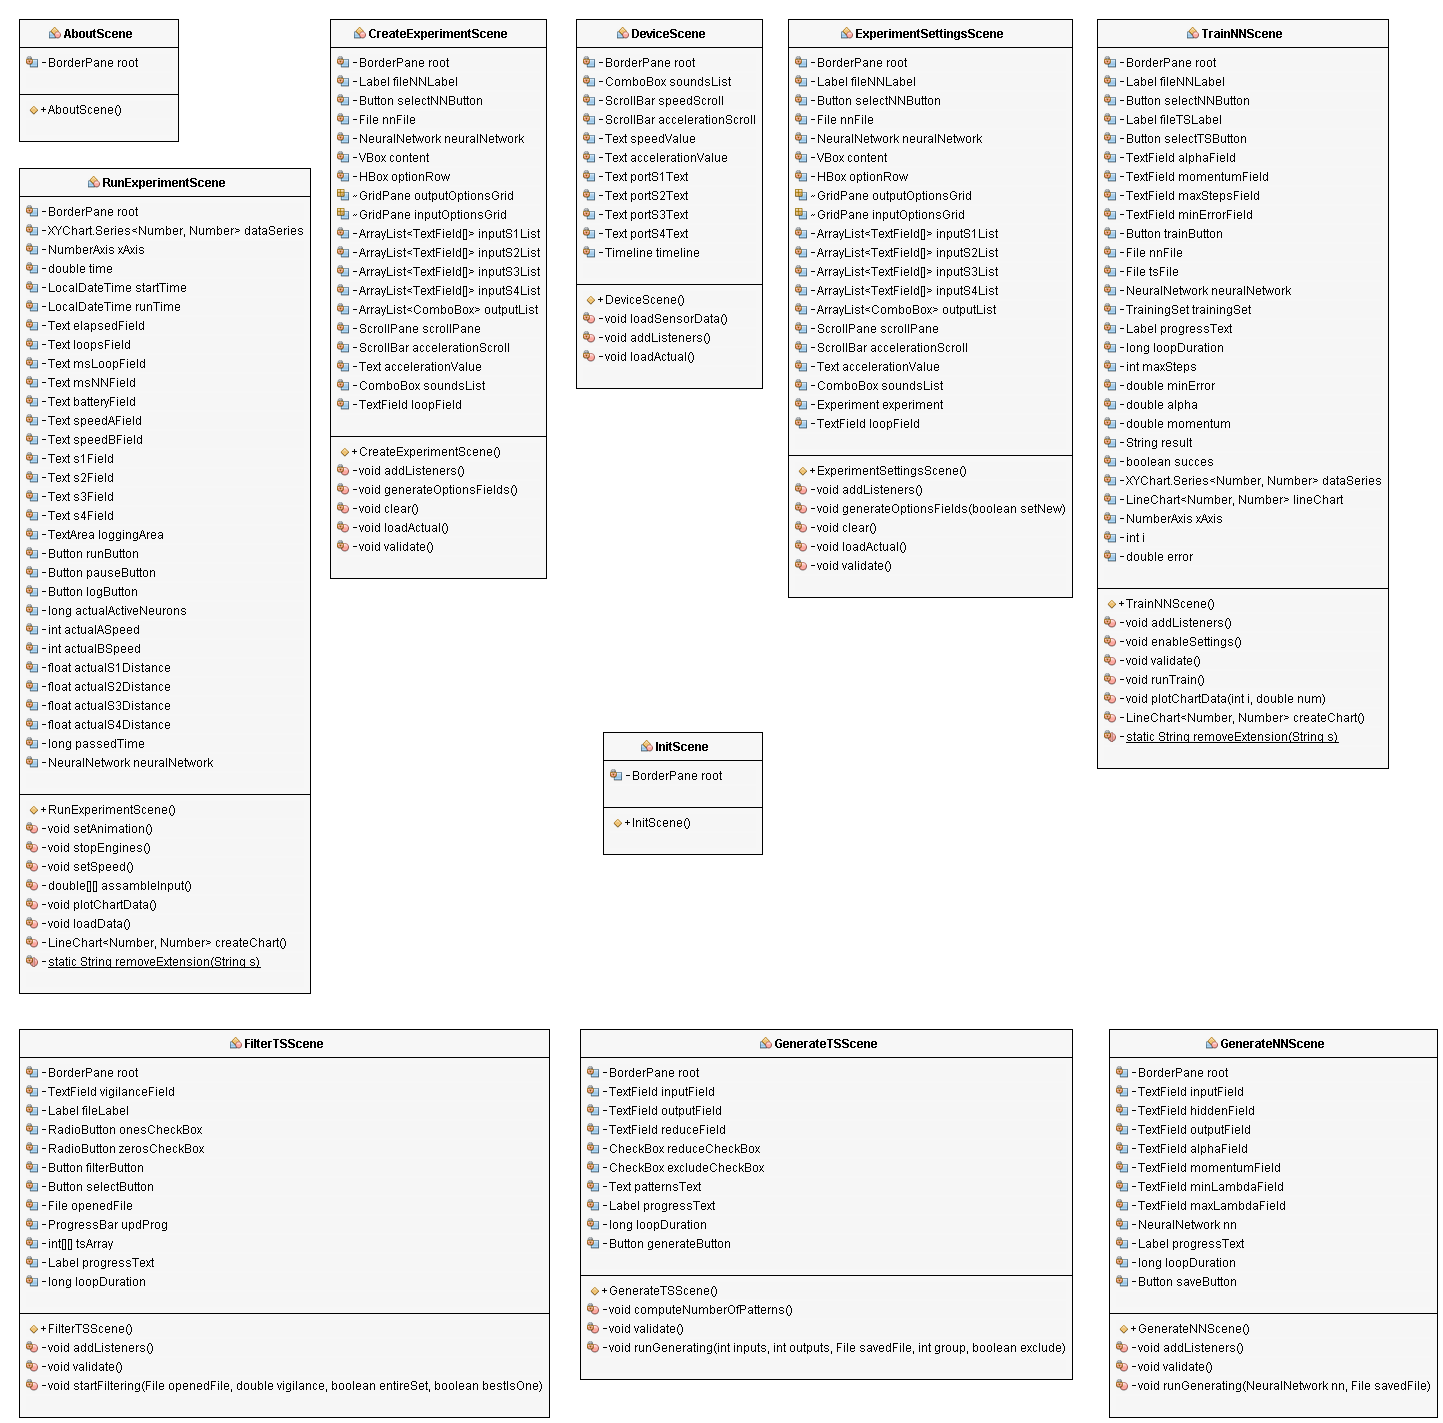 AboutScene
-BorderPane root
+AboutScene()
RunExperimentScene
-BorderPane root
-XYChart.Series<Number, Number> dataSeries
-NumberAxis xAxis
-double time
-LocalDateTime startTime
-LocalDateTime runTime
-Text elapsedField
-Text loopsField
-Text msLoopField
-Text msNNField
-Text batteryField
-Text speedAField
-Text speedBField
-Text s1Field
-Text s2Field
-Text s3Field
-Text s4Field
-TextArea loggingArea
-Button runButton
-Button pauseButton
-Button logButton
-long actualActiveNeurons
-int actualASpeed
-int actualBSpeed
-float actualS1Distance
-float actualS2Distance
-float actualS3Distance
-float actualS4Distance
-long passedTime
-NeuralNetwork neuralNetwork
+RunExperimentScene()
-void setAnimation()
-void stopEngines()
-void setSpeed()
-double[][] assambleInput()
-void plotChartData()
-void loadData()
-LineChart<Number, Number> createChart()
-static String removeExtension(String s)
CreateExperimentScene
-BorderPane root
-Label fileNNLabel
-Button selectNNButton
-File nnFile
-NeuralNetwork neuralNetwork
-VBox content
-HBox optionRow
~GridPane outputOptionsGrid
~GridPane inputOptionsGrid
-ArrayList<TextField[]> inputS1List
-ArrayList<TextField[]> inputS2List
-ArrayList<TextField[]> inputS3List
-ArrayList<TextField[]> inputS4List
-ArrayList<ComboBox> outputList
-ScrollPane scrollPane
-ScrollBar accelerationScroll
-Text accelerationValue
-ComboBox soundsList
-TextField loopField
+CreateExperimentScene()
-void addListeners()
-void generateOptionsFields()
-void clear()
-void loadActual()
-void validate()
DeviceScene
-BorderPane root
-ComboBox soundsList
-ScrollBar speedScroll
-ScrollBar accelerationScroll
-Text speedValue
-Text accelerationValue
-Text portS1Text
-Text portS2Text
-Text portS3Text
-Text portS4Text
-Timeline timeline
+DeviceScene()
-void loadSensorData()
-void addListeners()
-void loadActual()
ExperimentSettingsScene
-BorderPane root
-Label fileNNLabel
-Button selectNNButton
-File nnFile
-NeuralNetwork neuralNetwork
-VBox content
-HBox optionRow
~GridPane outputOptionsGrid
~GridPane inputOptionsGrid
-ArrayList<TextField[]> inputS1List
-ArrayList<TextField[]> inputS2List
-ArrayList<TextField[]> inputS3List
-ArrayList<TextField[]> inputS4List
-ArrayList<ComboBox> outputList
-ScrollPane scrollPane
-ScrollBar accelerationScroll
-Text accelerationValue
-ComboBox soundsList
-Experiment experiment
-TextField loopField
+ExperimentSettingsScene()
-void addListeners()
-void generateOptionsFields(boolean setNew)
-void clear()
-void loadActual()
-void validate()
TrainNNScene
-BorderPane root
-Label fileNNLabel
-Button selectNNButton
-Label fileTSLabel
-Button selectTSButton
-TextField alphaField
-TextField momentumField
-TextField maxStepsField
-TextField minErrorField
-Button trainButton
-File nnFile
-File tsFile
-NeuralNetwork neuralNetwork
-TrainingSet trainingSet
-Label progressText
-long loopDuration
-int maxSteps
-double minError
-double alpha
-double momentum
-String result
-boolean succes
-XYChart.Series<Number, Number> dataSeries
-LineChart<Number, Number> lineChart
-NumberAxis xAxis
-int i
-double error
+TrainNNScene()
-void addListeners()
-void enableSettings()
-void validate()
-void runTrain()
-void plotChartData(int i, double num)
-LineChart<Number, Number> createChart()
-static String removeExtension(String s)
InitScene
-BorderPane root
+InitScene()
FilterTSScene
-BorderPane root
-TextField vigilanceField
-Label fileLabel
-RadioButton onesCheckBox
-RadioButton zerosCheckBox
-Button filterButton
-Button selectButton
-File openedFile
-ProgressBar updProg
-int[][] tsArray
-Label progressText
-long loopDuration
+FilterTSScene()
-void addListeners()
-void validate()
-void startFiltering(File openedFile, double vigilance, boolean entireSet, boolean bestIsOne)
GenerateTSScene
-BorderPane root
-TextField inputField
-TextField outputField
-TextField reduceField
-CheckBox reduceCheckBox
-CheckBox excludeCheckBox
-Text patternsText
-Label progressText
-long loopDuration
-Button generateButton
+GenerateTSScene()
-void computeNumberOfPatterns()
-void validate()
-void runGenerating(int inputs, int outputs, File savedFile, int group, boolean exclude)
GenerateNNScene
-BorderPane root
-TextField inputField
-TextField hiddenField
-TextField outputField
-TextField alphaField
-TextField momentumField
-TextField minLambdaField
-TextField maxLambdaField
-NeuralNetwork nn
-Label progressText
-long loopDuration
-Button saveButton
+GenerateNNScene()
-void addListeners()
-void validate()
-void runGenerating(NeuralNetwork nn, File savedFile)